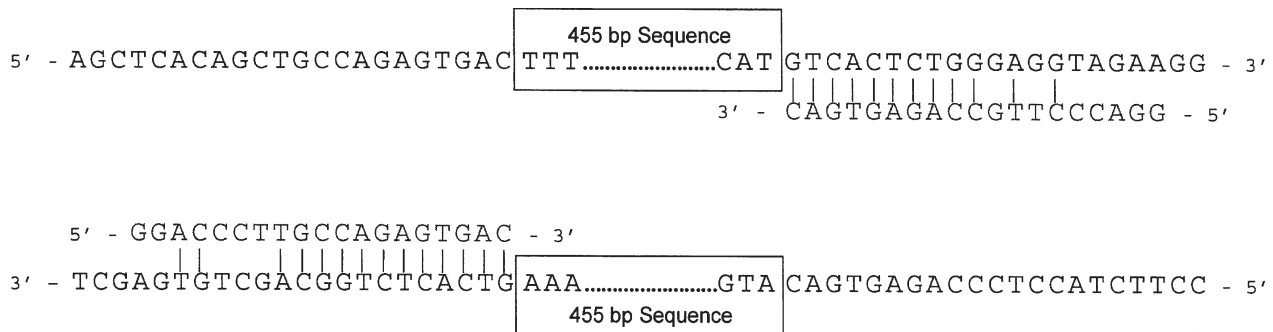 455 bp Sequence
5' - AGCTCACAGCTGCCAGAGTGAC TTT........................CAT GTCACTCTGGGAGGTAGAAGG - 3'
3' - CAGTGAGACCGTTCCCAGG - 5'
5' - GGACCCTTGCCAGAGTGAC - 3'
3' - TCGAGTGTCGACGGTCTCACTG AAA........................GTA CAGTGAGACCCTCCATCTTCC - 5'
455 bp Sequence